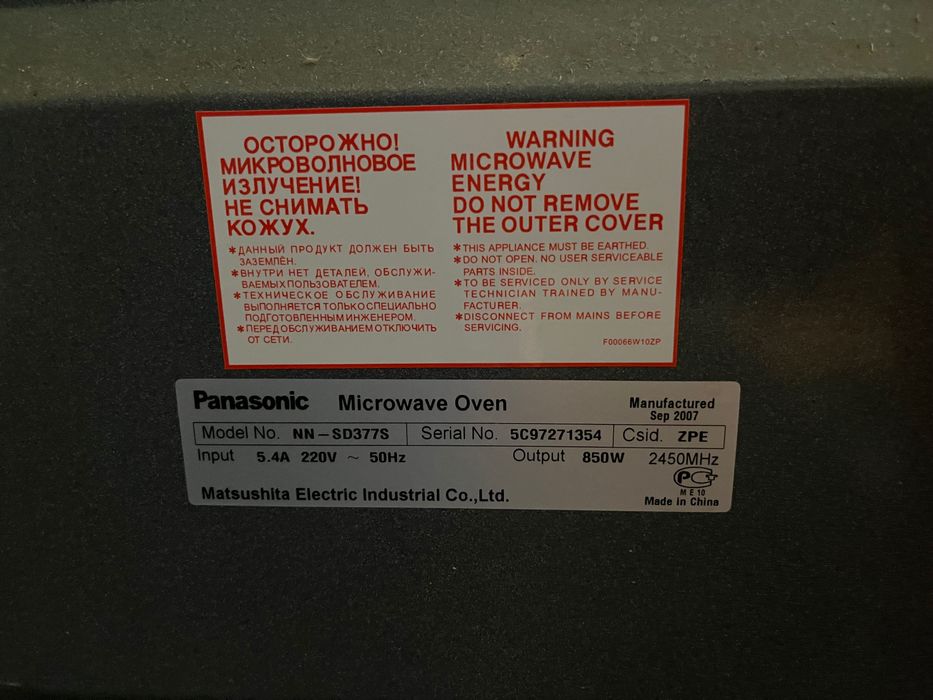 ОСТОРОЖНО!
МИКРОВОЛНОВОЕ
ИЗЛУЧЕНИЕ!
НЕ СНИМАТЬ
КОЖУХ.
*ДАННЫЙ ПРОДУКТ ДОЛЖЕН БЫТЬ
ЗАЗЕМЛЁН.
*ВНУТРИ НЕТ ДЕТАЛЕЙ, ОБСЛУЖИ-
ВАЕМЫХ ПОЛЬЗОВАТЕЛЕМ.
*ТЕХНИЧЕСКОЕ ОБСЛУЖИВАНИЕ
ВЫПОЛНЯЕТСЯ ТОЛЬКО СПЕЦИАЛЬНО
ПОДГОТОВЛЕННЫМ ИНЖЕНЕРОМ.
*ПЕРЕД ОБСЛУЖИВАНИЕМ ОТКЛЮЧИТЬ
ОТ СЕТИ.
WARNING
MICROWAVE
ENERGY
DO NOT REMOVE
THE OUTER COVER
*THIS APPLIANCE MUST BE EARTHED.
*DO NOT OPEN. NO USER SERVICEABLE
PARTS INSIDE.
*TO BE SERVICED ONLY BY SERVICE
TECHNICIAN TRAINED BY MANU-
FACTURER.
*DISCONNECT FROM MAINS BEFORE
SERVICING.
F00066W10ZP
Panasonic Microwave Oven
Manufactured
Sep 2007
Model No. NN-SD377S Serial No. 5C97271354 Csid. ZPE
Input 5.4A 220V ~ 50Hz Output 850W 2450MHz
РСТ
ME10
Matsushita Electric Industrial Co.,Ltd.
Made in China